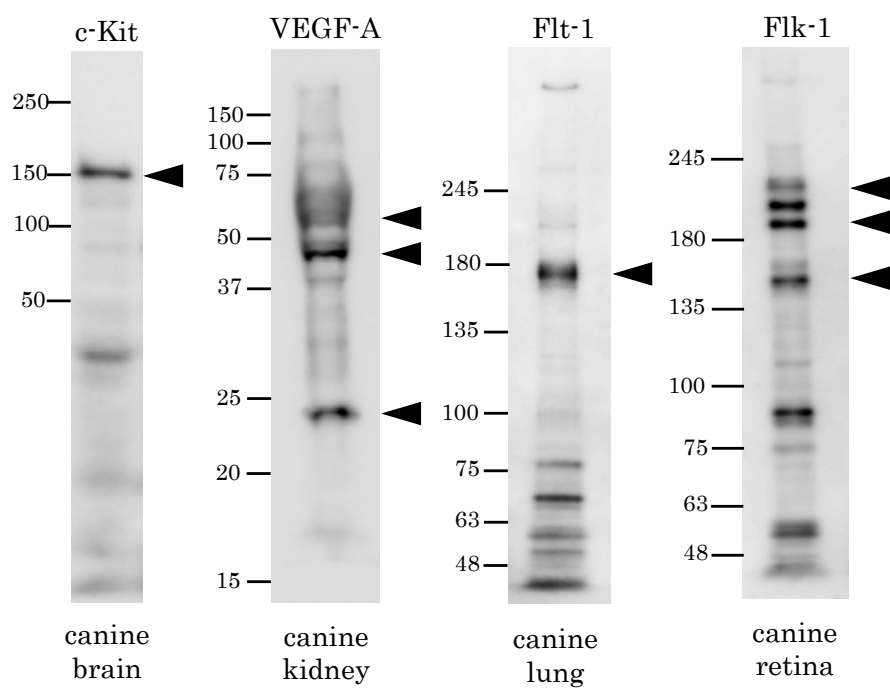 c-Kit
250
150
100
50
canine
brain
VEGF-A
150
100
75
50
37
25
20
15
canine
kidney
Flt-1
245
180
135
100
75
63
48
canine
lung
Flk-1
245
180
135
100
75
63
48
canine
retina